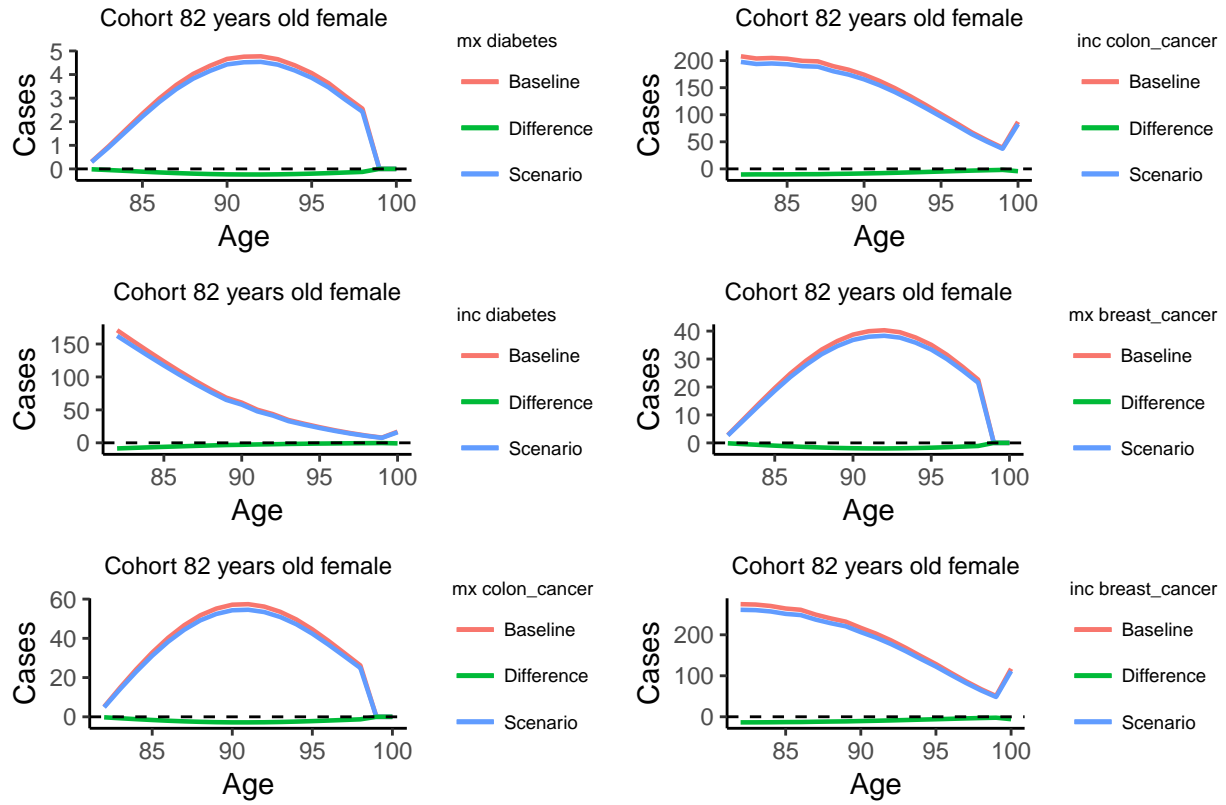 Cohort 82 years old female
mx diabetes
Baseline
Difference
Scenario
Cases
5
4
3
2
1
0
85 90 95 100
Age
Cohort 82 years old female
inc colon_cancer
Baseline
Difference
Scenario
Cases
200
150
100
50
0
85 90 95 100
Age
Cohort 82 years old female
inc diabetes
Baseline
Difference
Scenario
Cases
150
100
50
0
85 90 95 100
Age
Cohort 82 years old female
mx breast_cancer
Baseline
Difference
Scenario
Cases
40
30
20
10
0
85 90 95 100
Age
Cohort 82 years old female
mx colon_cancer
Baseline
Difference
Scenario
Cases
60
40
20
0
85 90 95 100
Age
Cohort 82 years old female
inc breast_cancer
Baseline
Difference
Scenario
Cases
200
100
0
85 90 95 100
Age